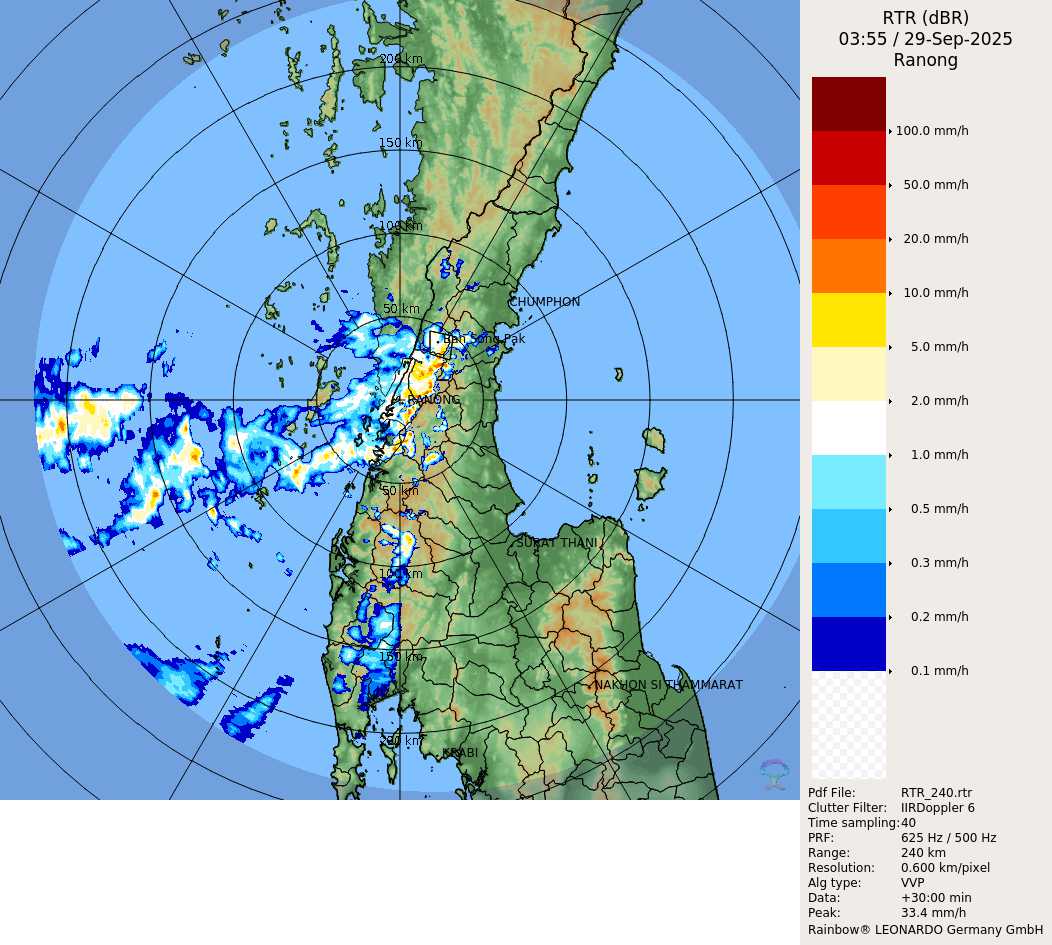 RTR (dBR)
03:55 / 29-Sep-2025
Ranong
200 km
150 km
100 km
50 km
CHUMPHON
Ban Song Pak
RANONG
50 km
SURAT THANI
100 km
150 km
NAKHON SI THAMMARAT
200 km
KRABI
100.0 mm/h
50.0 mm/h
20.0 mm/h
10.0 mm/h
5.0 mm/h
2.0 mm/h
1.0 mm/h
0.5 mm/h
0.3 mm/h
0.2 mm/h
0.1 mm/h
Pdf File: RTR_240.rtr
Clutter Filter: IIRDoppler 6
Time sampling: 40
PRF: 625 Hz / 500 Hz
Range: 240 km
Resolution: 0.600 km/pixel
Alg type: VVP
Data: +30:00 min
Peak: 33.4 mm/h
Rainbow® LEONARDO Germany GmbH